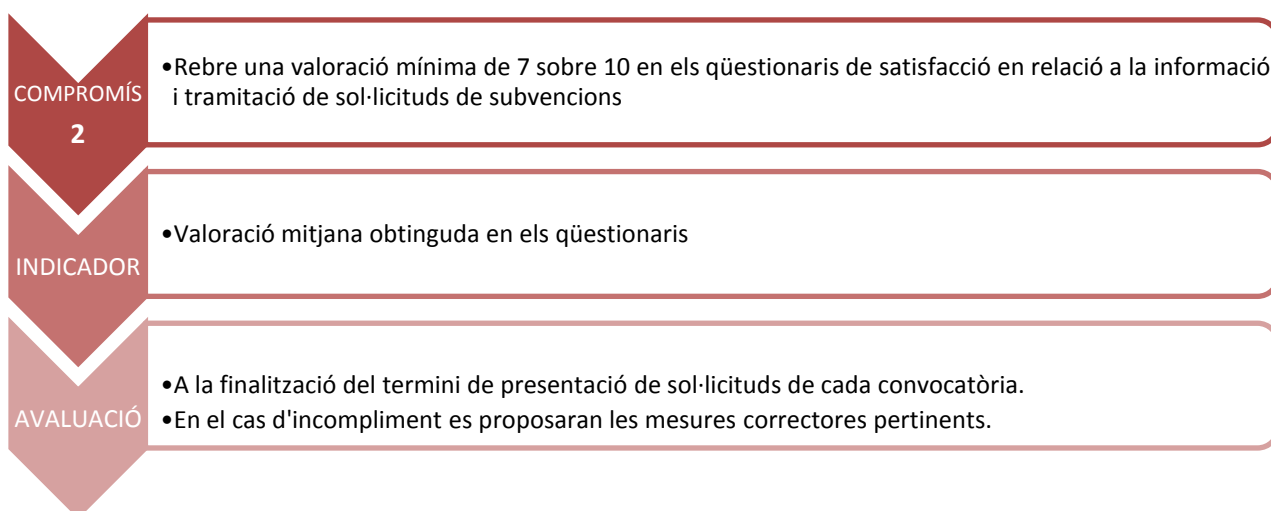 COMPROMÍS
2
•Rebre una valoració mínima de 7 sobre 10 en els qüestionaris de satisfacció en relació a la informació
i tramitació de sol·licituds de subvencions
INDICADOR
•Valoració mitjana obtinguda en els qüestionaris
AVALUACIÓ
•A la finalització del termini de presentació de sol·licituds de cada convocatòria.
•En el cas d'incompliment es proposaran les mesures correctores pertinents.